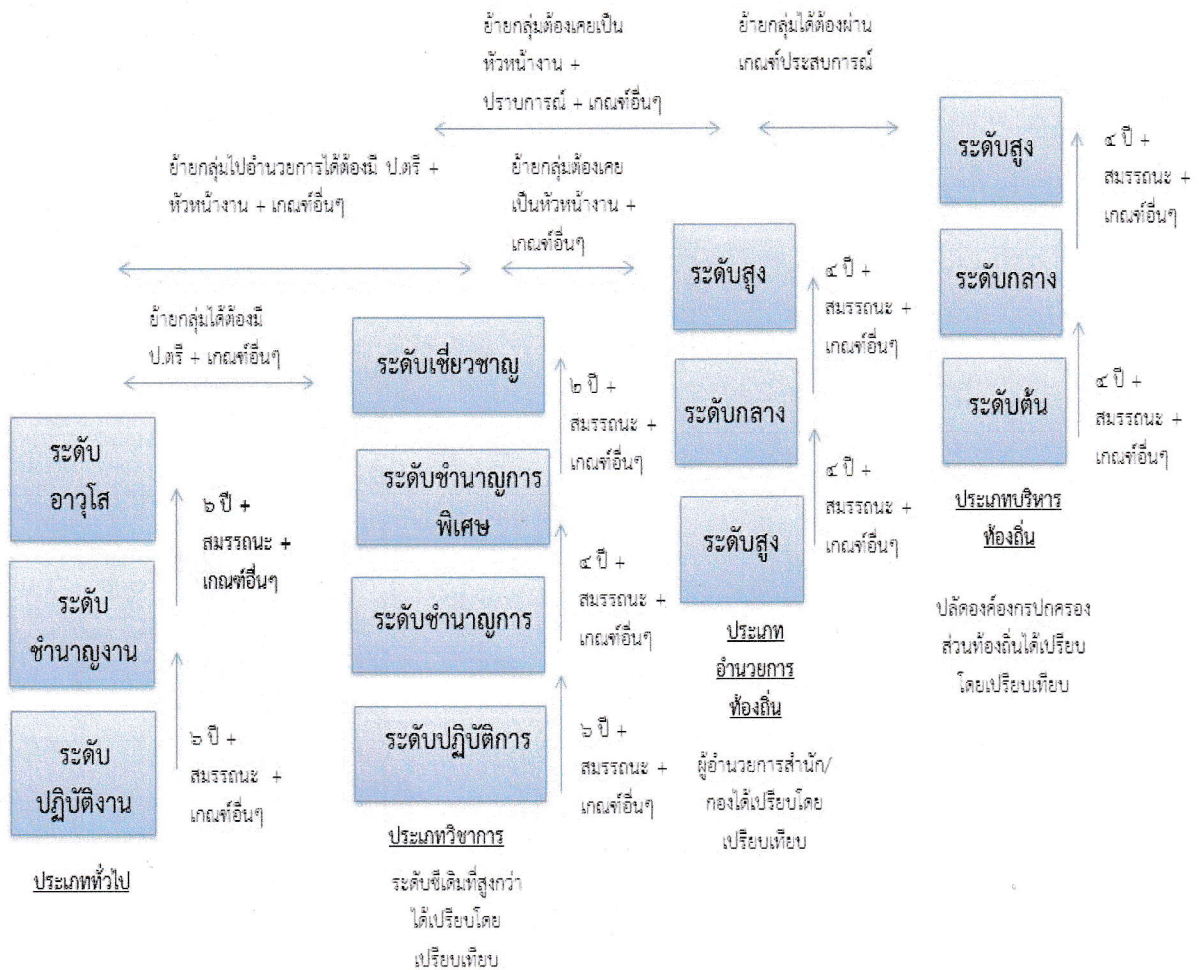 ย้ายกลุ่มต้องเคยเป็น
หัวหน้างาน +
ปราบการณ์ + เกณฑ์อื่นๆ
ย้ายกลุ่มได้ต้องผ่าน
เกณฑ์ประสบการณ์
ย้ายกลุ่มไปอำนวยการได้ต้องมี ป.ตรี +
หัวหน้างาน + เกณฑ์อื่นๆ
ย้ายกลุ่มต้องเคย
เป็นหัวหน้างาน +
เกณฑ์อื่นๆ
ย้ายกลุ่มได้ต้องมี
ป.ตรี + เกณฑ์อื่นๆ
ระดับ
อาวุโส
๖ ปี +
สมรรถนะ +
เกณฑ์อื่นๆ
ระดับ
ชำนาญงาน
๖ ปี +
สมรรถนะ +
เกณฑ์อื่นๆ
ระดับ
ปฏิบัติงาน
ประเภททั่วไป
ระดับเชี่ยวชาญ
๒ ปี +
สมรรถนะ +
เกณฑ์อื่นๆ
ระดับชำนาญการ
พิเศษ
๔ ปี +
สมรรถนะ +
เกณฑ์อื่นๆ
ระดับชำนาญการ
๖ ปี +
สมรรถนะ +
เกณฑ์อื่นๆ
ระดับปฏิบัติการ
ประเภทวิชาการ
ระดับซีเดิมที่สูงกว่า
ได้เปรียบโดย
เปรียบเทียบ
ระดับสูง
๔ ปี +
สมรรถนะ +
เกณฑ์อื่นๆ
ระดับกลาง
๔ ปี +
สมรรถนะ +
เกณฑ์อื่นๆ
ระดับสูง
ประเภท
อำนวยการ
ท้องถิ่น
ผู้อำนวยการสำนัก/
กองได้เปรียบโดย
เปรียบเทียบ
ระดับสูง
๔ ปี +
สมรรถนะ +
เกณฑ์อื่นๆ
ระดับกลาง
๔ ปี +
สมรรถนะ +
เกณฑ์อื่นๆ
ระดับต้น
ประเภทบริหาร
ท้องถิ่น
ปลัดองค์องกรปกครอง
ส่วนท้องถิ่นได้เปรียบ
โดยเปรียบเทียบ